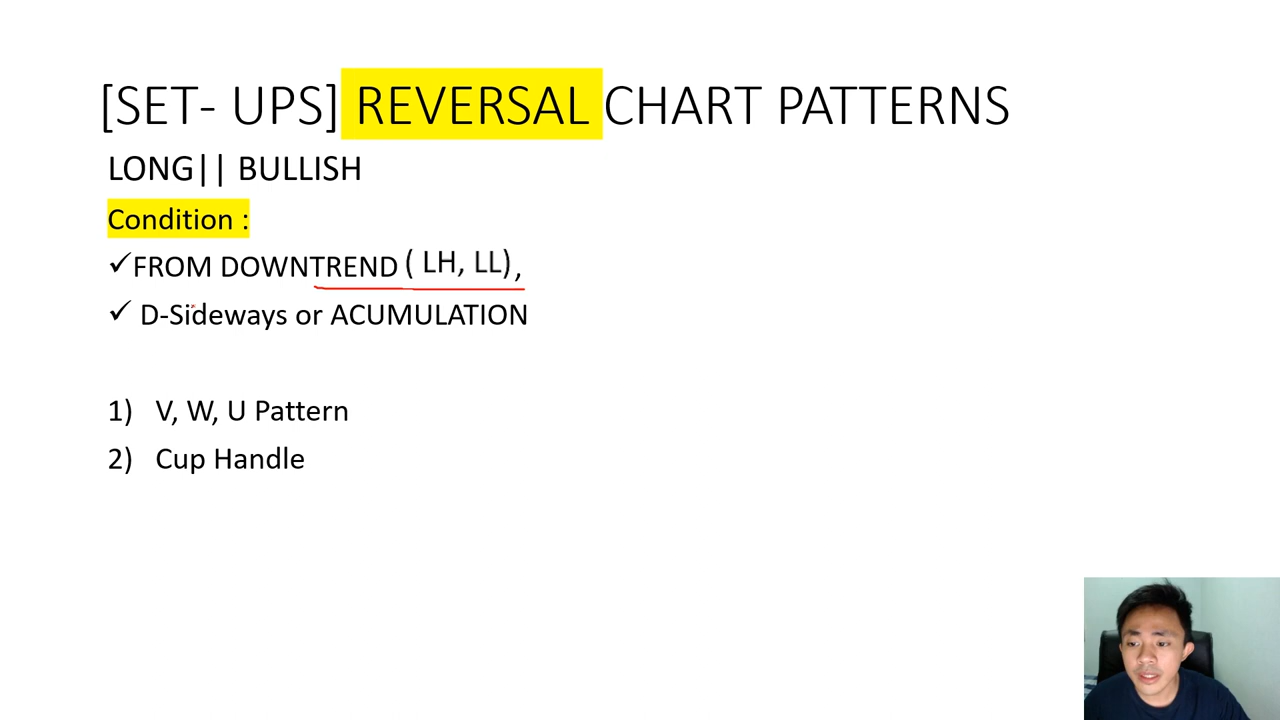 [SET- UPS] REVERSAL CHART PATTERNS
LONG|| BULLISH
Condition :
✓FROM DOWNTREND ( LH, LL),
✓ D-Sideways or ACUMULATION
1) V, W, U Pattern
2) Cup Handle